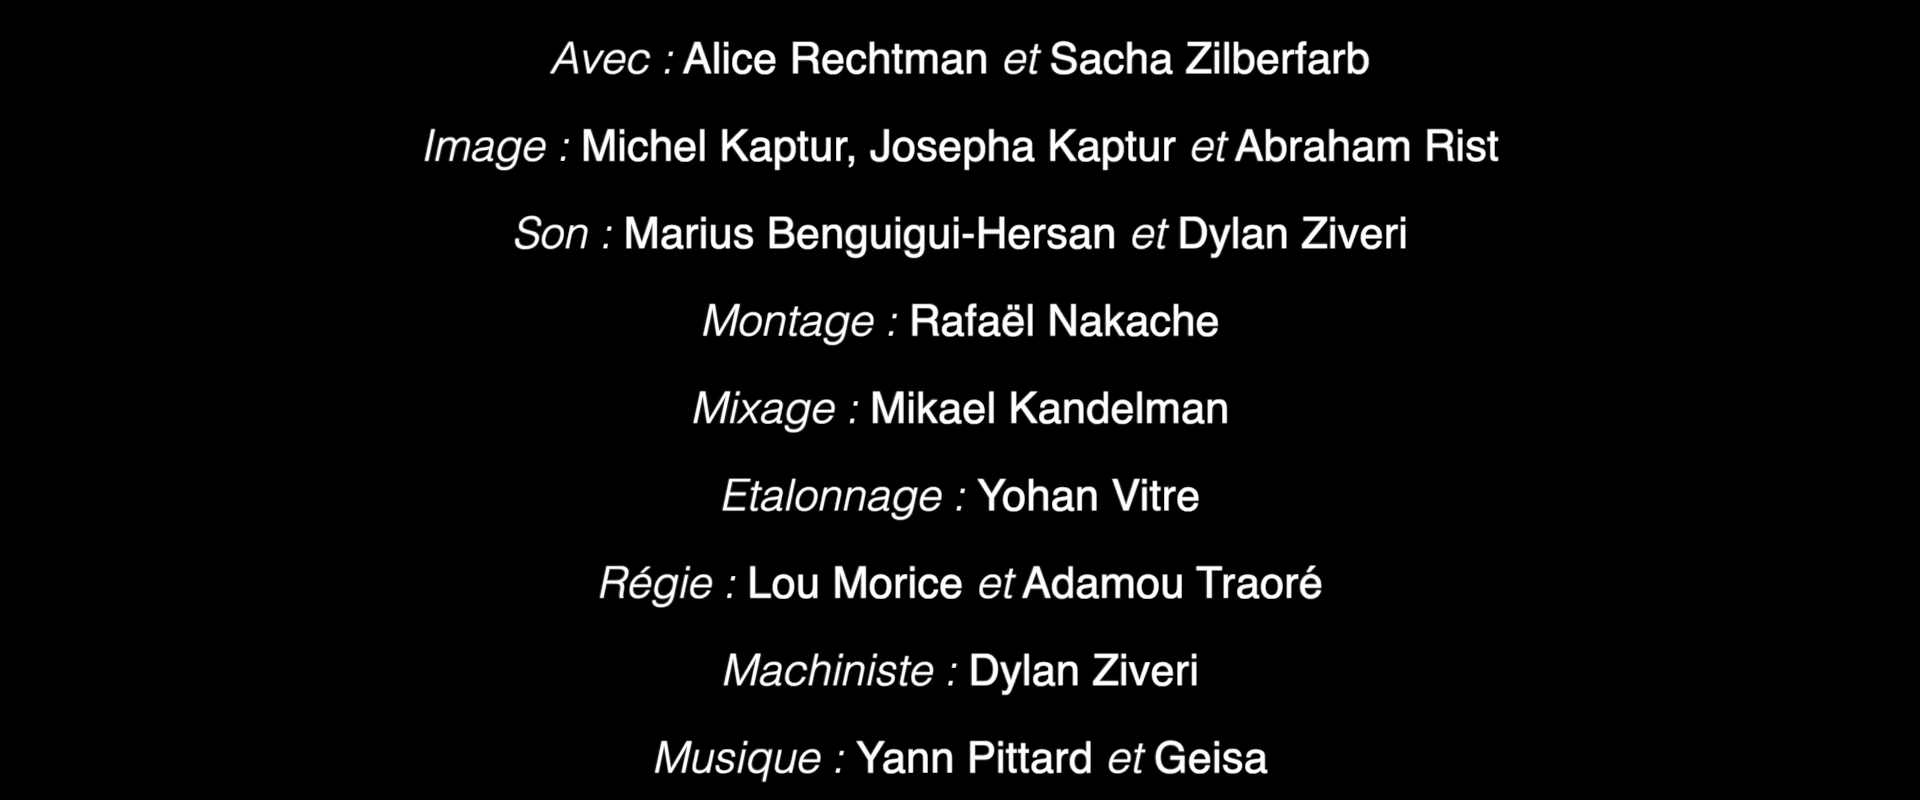 Avec : Alice Rechtman et Sacha Zilberfarb
Image : Michel Kaptur, Josepha Kaptur et Abraham Rist
Son : Marius Benguigui-Hersan et Dylan Ziveri
Montage : Rafaël Nakache
Mixage : Mikael Kandelman
Etalonnage : Yohan Vitre
Régie : Lou Morice et Adamou Traoré
Machiniste : Dylan Ziveri
Musique : Yann Pittard et Geisa